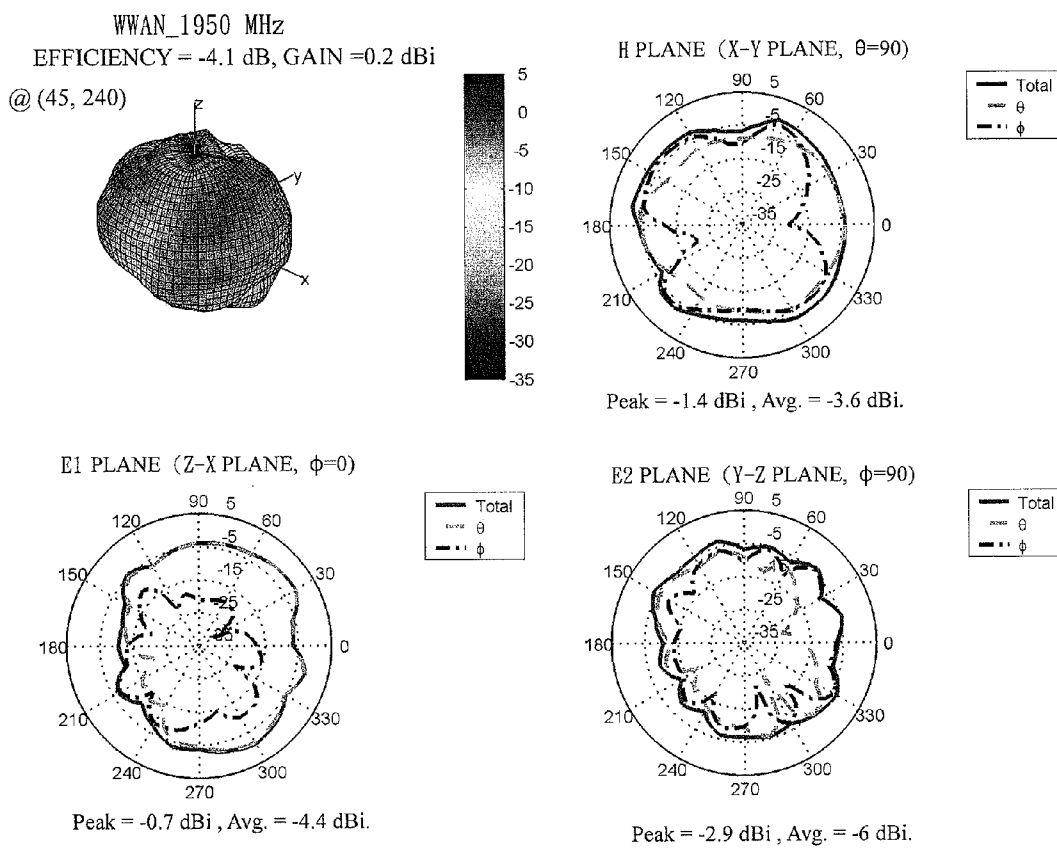 WWAN_1950 MHz
EFFICIENCY = -4.1 dB, GAIN =0.2 dBi
@ (45, 240)
z
y
x
5
0
-5
-10
-15
-20
-25
-30
-35
H PLANE (X-Y PLANE, θ=90)
90
5
120
60
-5
150
-15
30
-25
-35
180
0
210
330
240
300
270
Total
θ
ϕ
Peak = -1.4 dBi , Avg. = -3.6 dBi.
E1 PLANE (Z-X PLANE, ϕ=0)
90
5
120
60
-5
150
-15
30
-25
-35
180
0
210
330
240
300
270
Total
θ
ϕ
Peak = -0.7 dBi , Avg. = -4.4 dBi.
E2 PLANE (Y-Z PLANE, ϕ=90)
90
5
120
60
-5
150
-15
30
-25
-35
180
0
210
330
240
300
270
Total
θ
ϕ
Peak = -2.9 dBi , Avg. = -6 dBi.